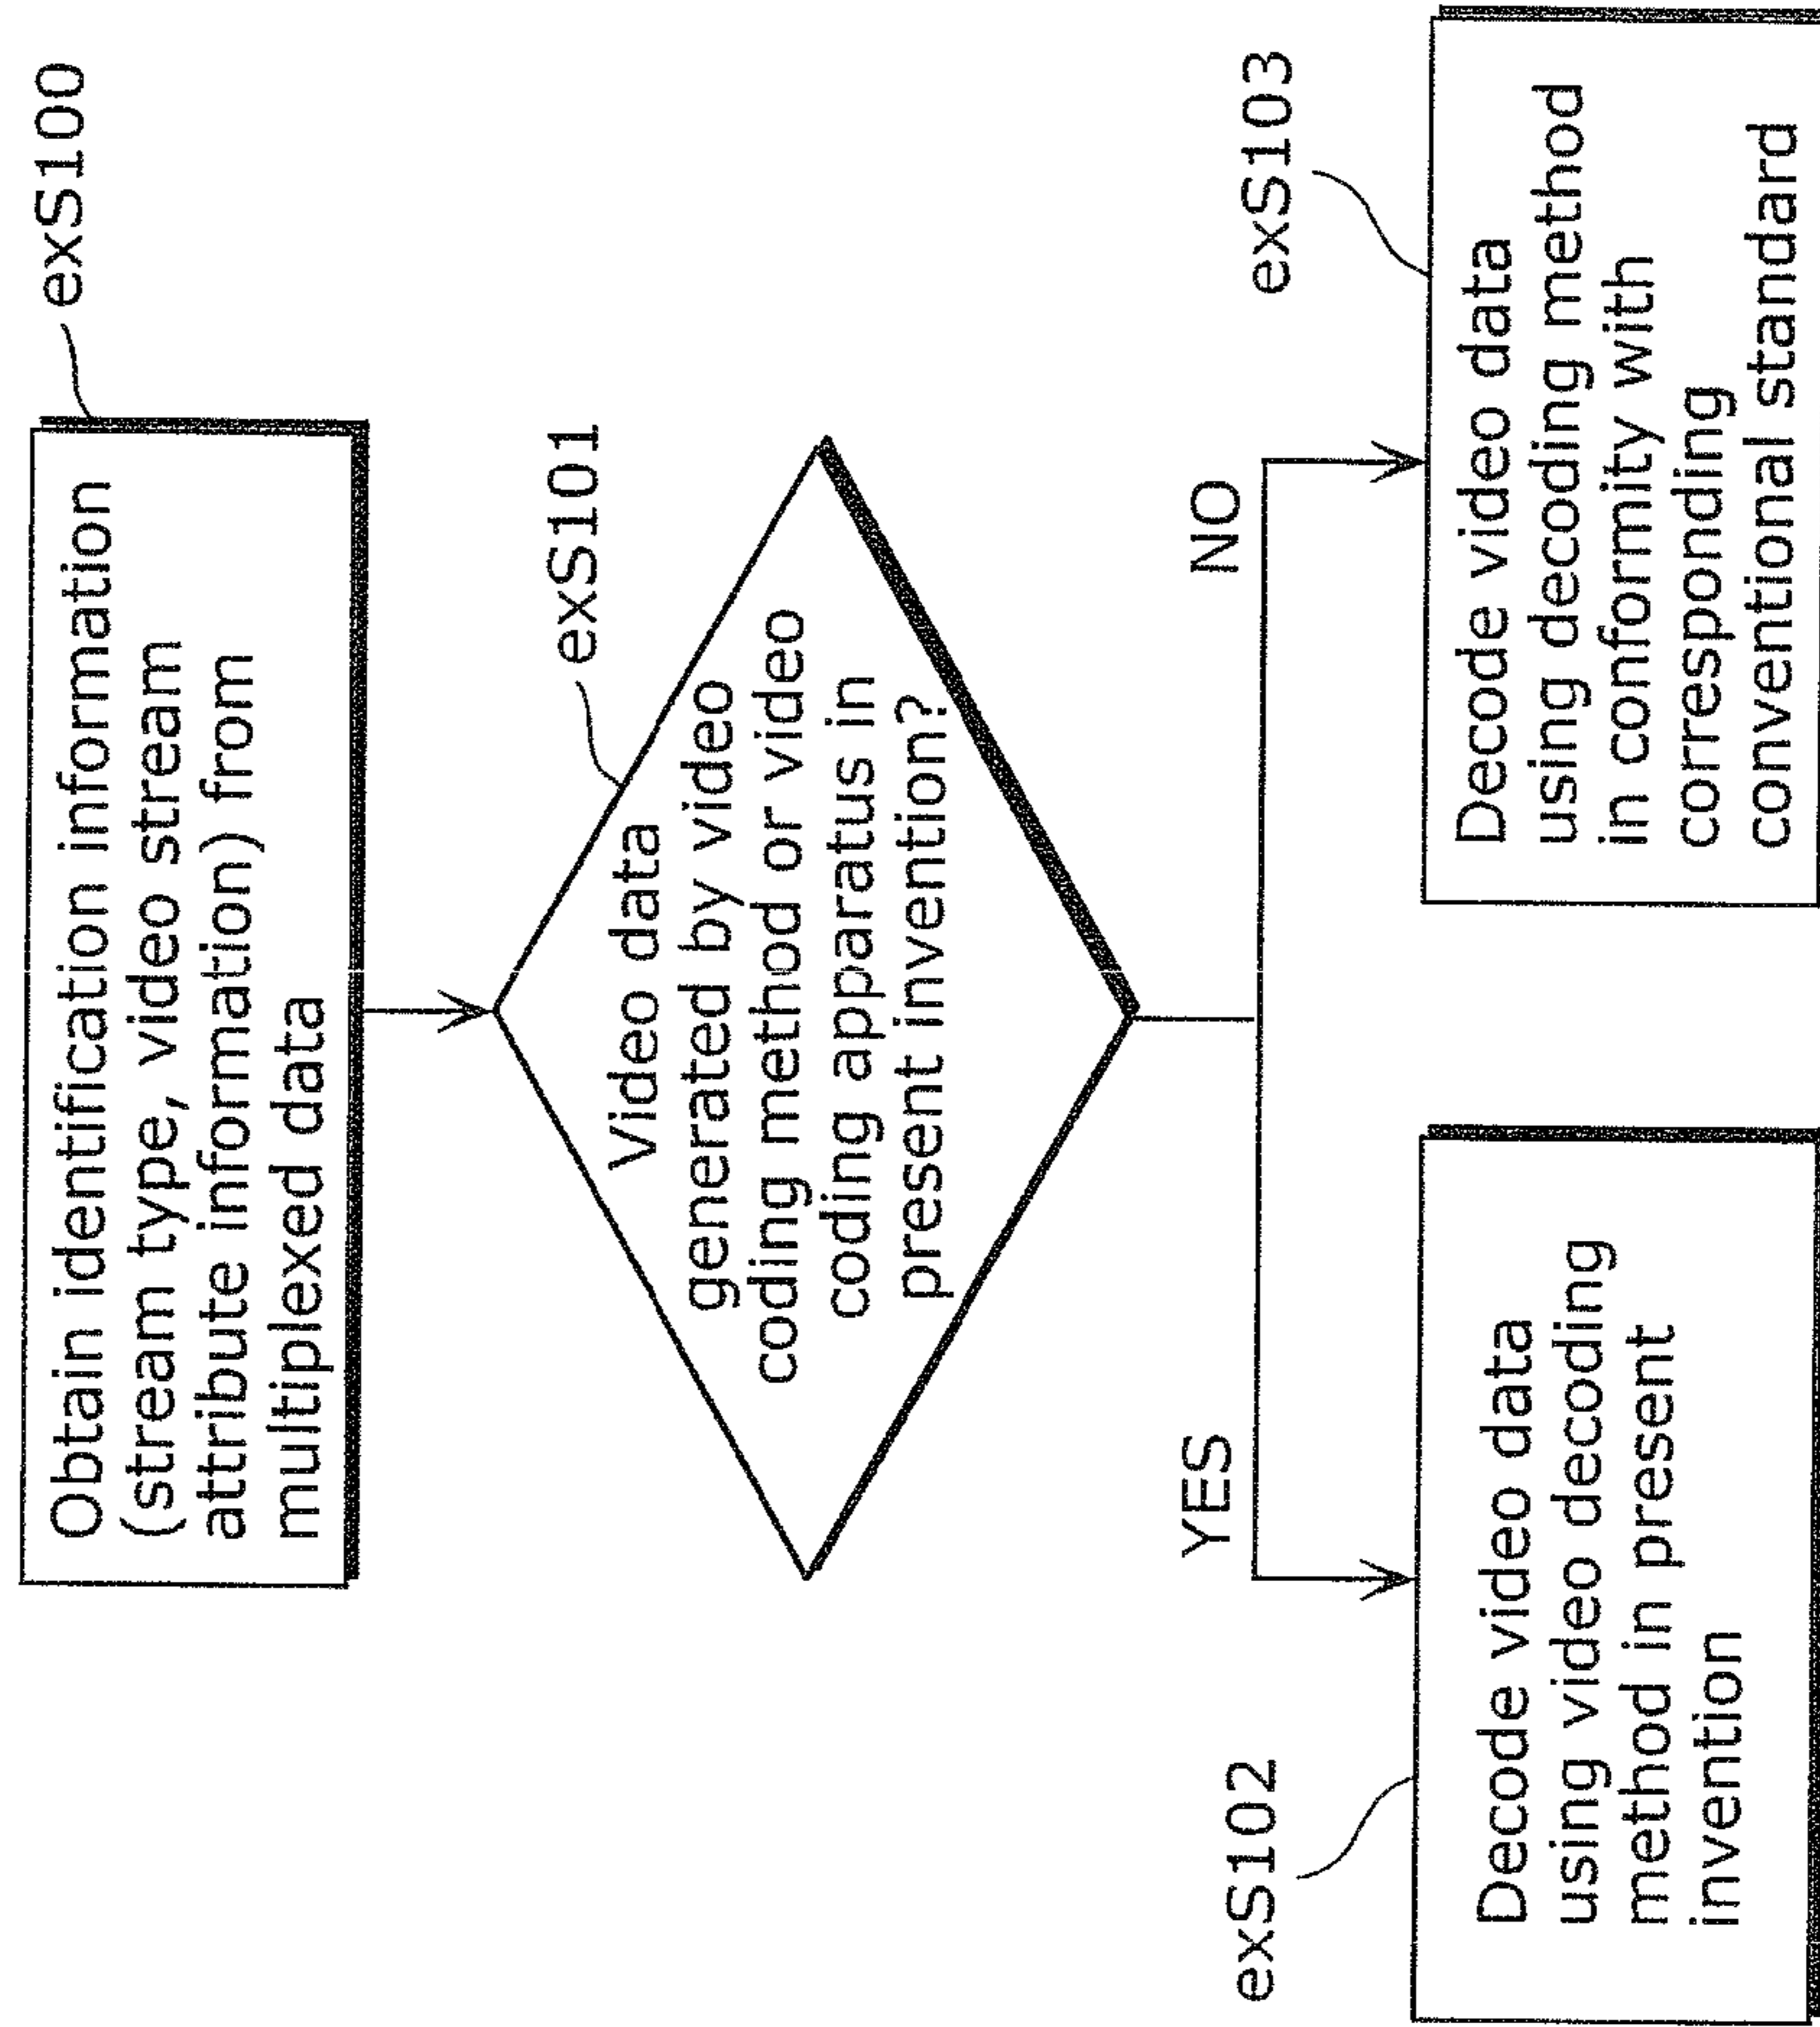 exS100
Obtain identification information
(stream type, video stream
attribute information) from
multiplexed data
exS101
Video data
generated by video
coding method or video
coding apparatus in
present invention?
YES
NO
exS102
Decode video data
using video decoding
method in present
invention
exS103
Decode video data
using decoding method
in conformity with
corresponding
conventional standard